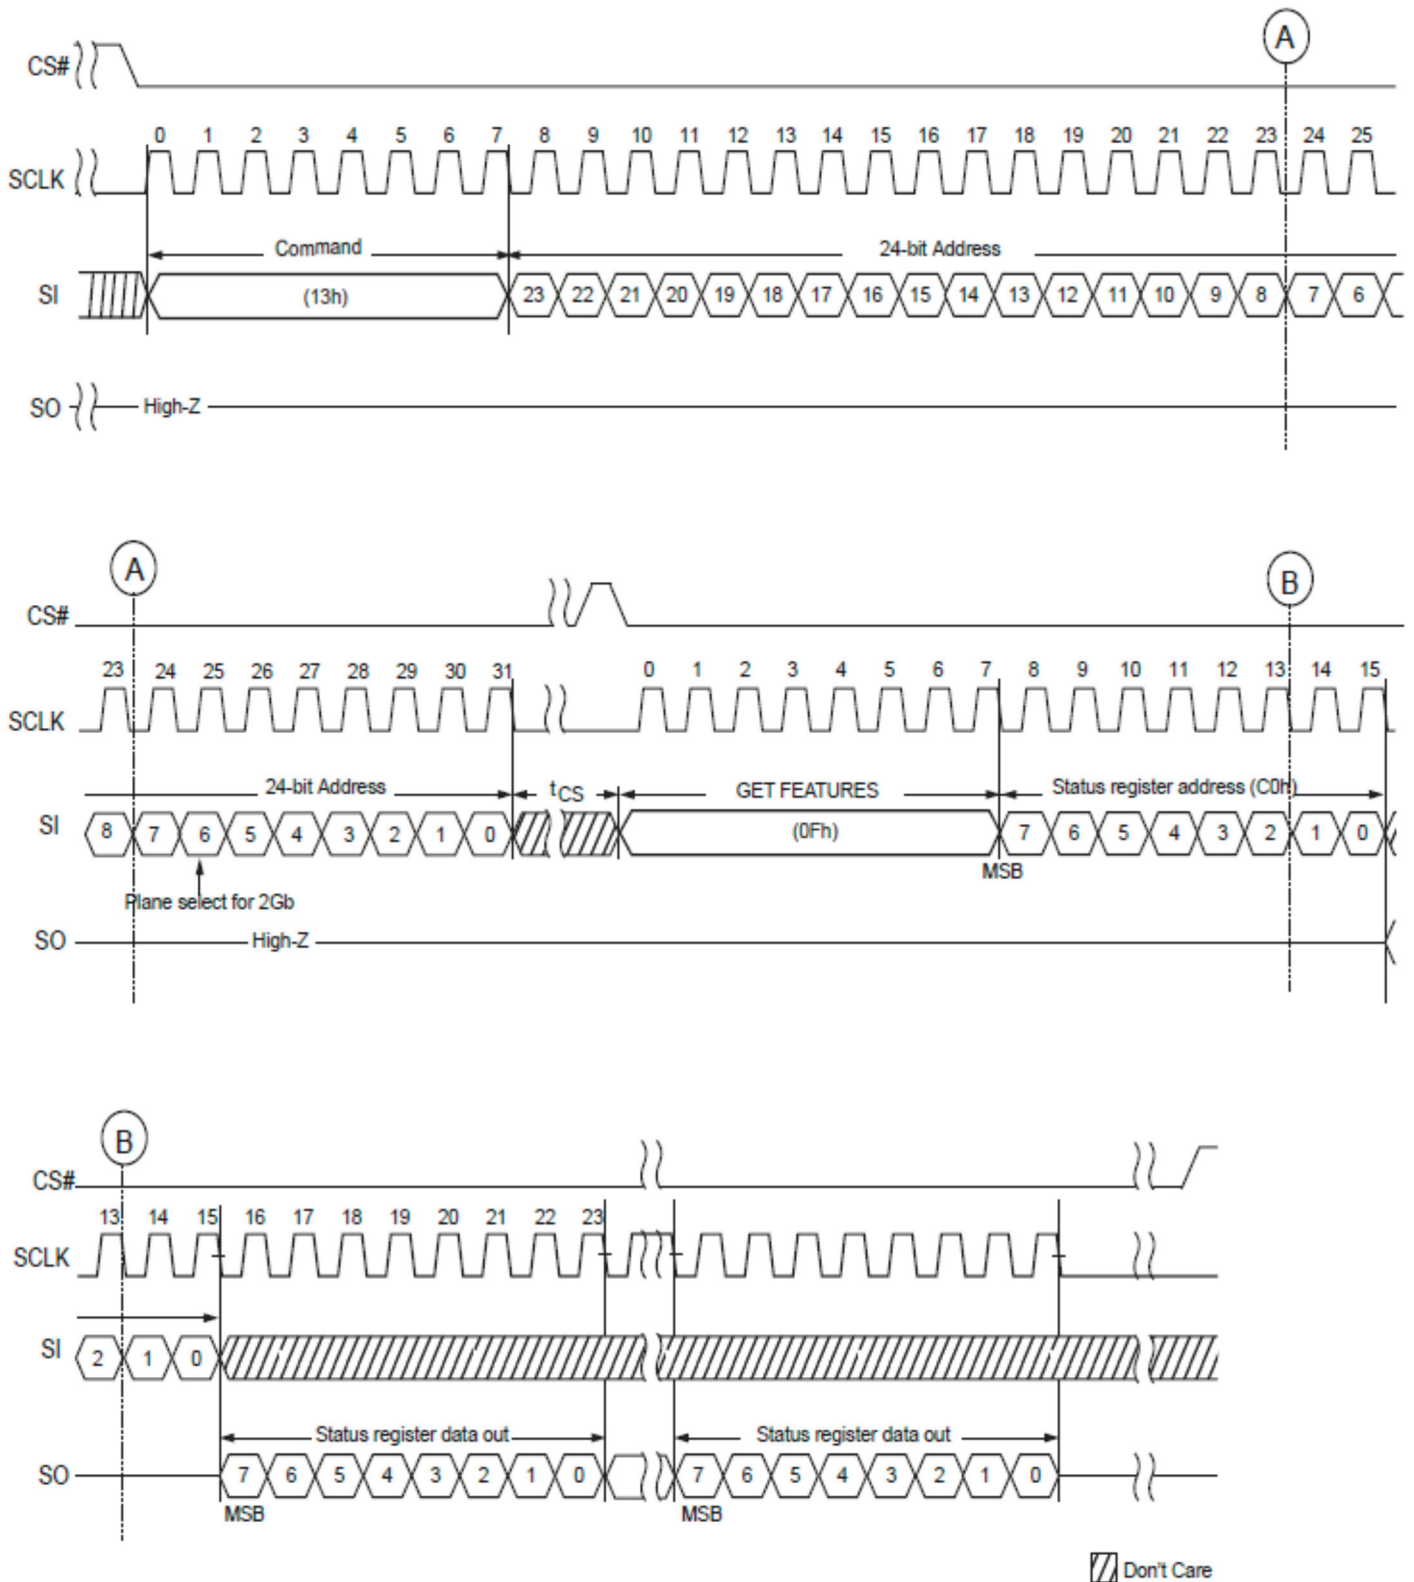 A
CS#
0 1 2 3 4 5 6 7 8 9 10 11 12 13 14 15 16 17 18 19 20 21 22 23 24 25
SCLK
Command 24-bit Address
SI (13h) 23 22 21 20 19 18 17 16 15 14 13 12 11 10 9 8 7 6
SO High-Z
A B
CS#
23 24 25 26 27 28 29 30 31 0 1 2 3 4 5 6 7 8 9 10 11 12 13 14 15
SCLK
24-bit Address tCS GET FEATURES Status register address (C0h)
SI 8 7 6 5 4 3 2 1 0 (0Fh) 7 6 5 4 3 2 1 0
MSB
Plane select for 2Gb
SO High-Z
B
CS#
13 14 15 16 17 18 19 20 21 22 23
SCLK
SI 2 1 0
Status register data out Status register data out
SO 7 6 5 4 3 2 1 0 7 6 5 4 3 2 1 0
MSB MSB
Don't Care